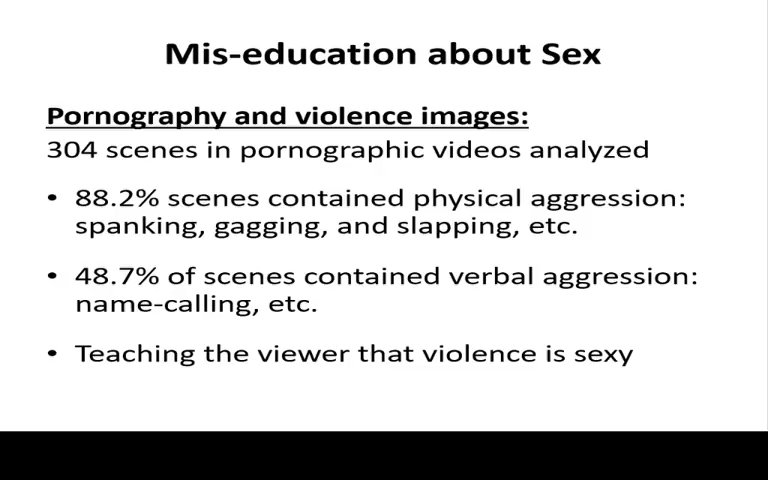 Mis-education about Sex
Pornography and violence images:
304 scenes in pornographic videos analyzed
• 88.2% scenes contained physical aggression:
spanking, gagging, and slapping, etc.
• 48.7% of scenes contained verbal aggression:
name-calling, etc.
• Teaching the viewer that violence is sexy